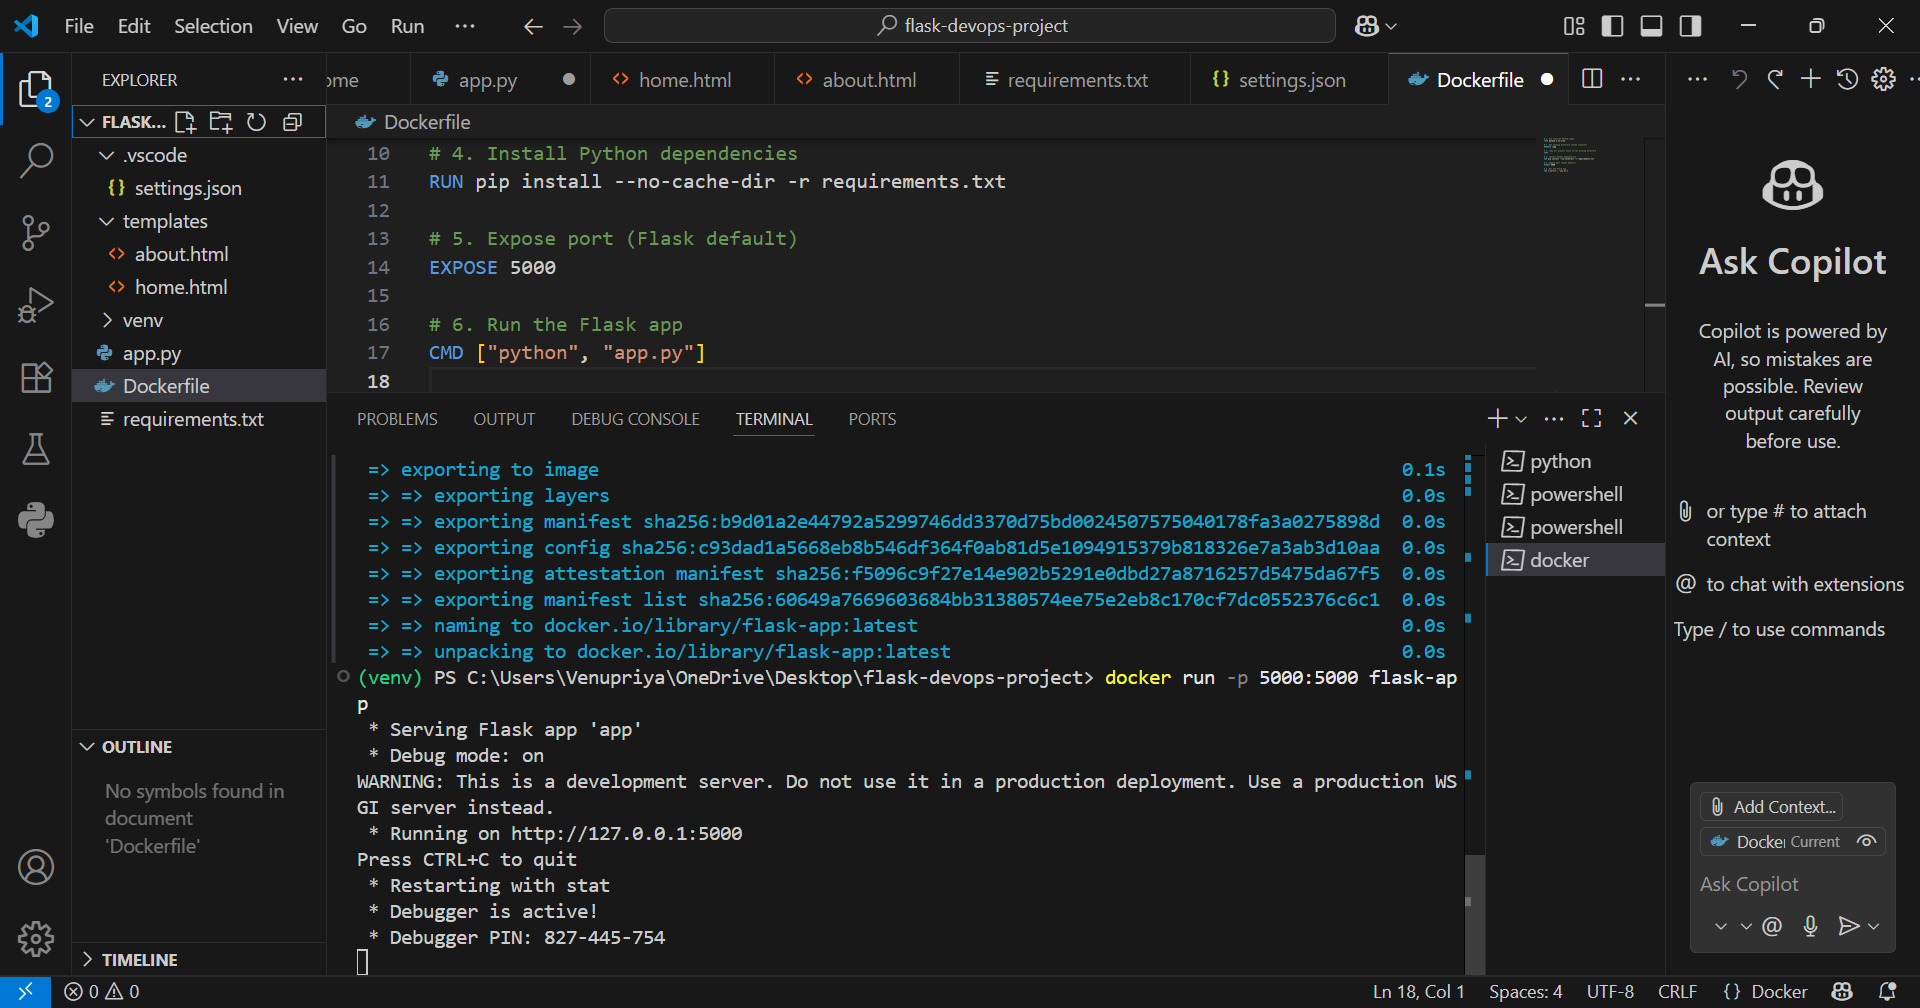 File Edit Selection View Go Run
flask-devops-project
EXPLORER
ome
app.py
home.html
about.html
requirements.txt
settings.json
Dockerfile
2
FLASK...
.vscode
settings.json
templates
about.html
home.html
venv
app.py
Dockerfile
requirements.txt
OUTLINE
No symbols found in
document
'Dockerfile'
TIMELINE
Dockerfile
10 # 4. Install Python dependencies
11 RUN pip install --no-cache-dir -r requirements.txt
12
13 # 5. Expose port (Flask default)
14 EXPOSE 5000
15
16 # 6. Run the Flask app
17 CMD ["python", "app.py"]
18
PROBLEMS OUTPUT DEBUG CONSOLE TERMINAL PORTS
=> exporting to image 0.1s
=> => exporting layers 0.0s
=> => exporting manifest sha256:b9d01a2e44792a5299746dd3370d75bd0024507575040178fa3a0275898d 0.0s
=> => exporting config sha256:c93dad1a5668eb8b546df364f0ab81d5e1094915379b818326e7a3ab3d10aa 0.0s
=> => exporting attestation manifest sha256:f5096c9f27e14e902b5291e0dbd27a8716257d5475da67f5 0.0s
=> => exporting manifest list sha256:60649a7669603684bb31380574ee75e2eb8c170cf7dc0552376c6c1 0.0s
=> => naming to docker.io/library/flask-app:latest 0.0s
=> => unpacking to docker.io/library/flask-app:latest 0.0s
(venv) PS C:\Users\Venupriya\OneDrive\Desktop\flask-devops-project> docker run -p 5000:5000 flask-ap
p
* Serving Flask app 'app'
* Debug mode: on
WARNING: This is a development server. Do not use it in a production deployment. Use a production WS
GI server instead.
* Running on http://127.0.0.1:5000
Press CTRL+C to quit
* Restarting with stat
* Debugger is active!
* Debugger PIN: 827-445-754
python
powershell
powershell
docker
Ask Copilot
Copilot is powered by
AI, so mistakes are
possible. Review
output carefully
before use.
or type # to attach
context
@ to chat with extensions
Type / to use commands
Add Context...
Docker Current
Ask Copilot
@
0 0
Ln 18, Col 1 Spaces: 4 UTF-8 CRLF {} Docker